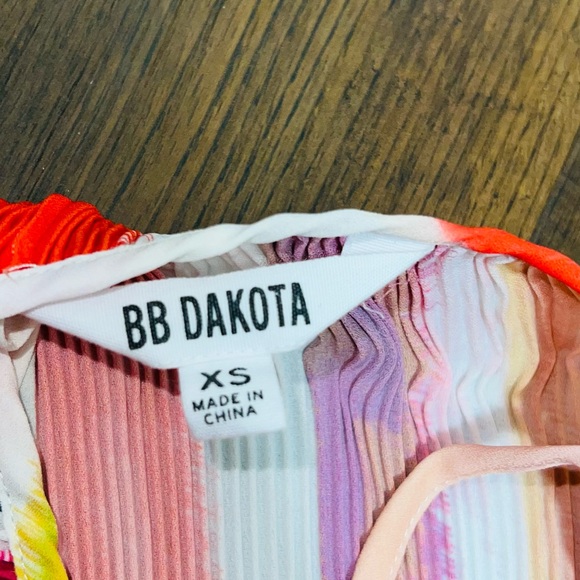 BB DAKOTA
XS
MADE IN
CHINA